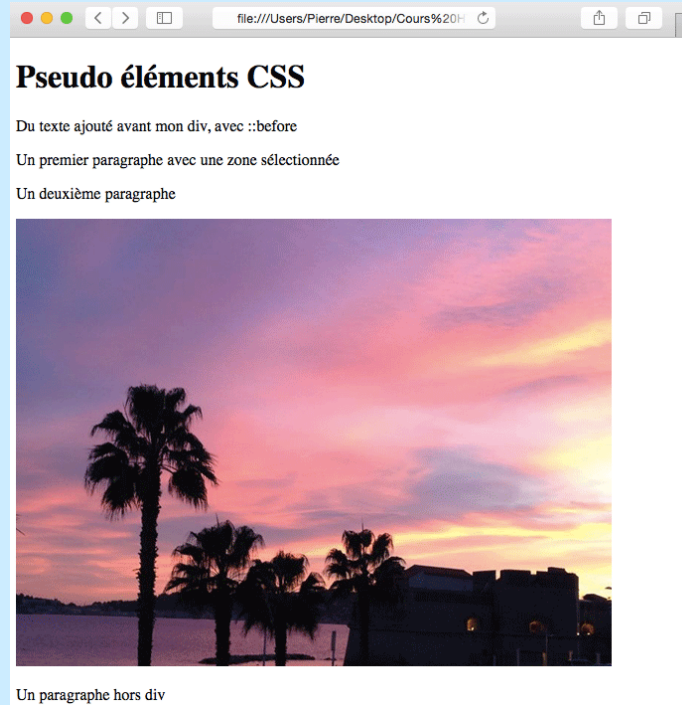 file:///Users/Pierre/Desktop/Cours%20H
Pseudo éléments CSS
Du texte ajouté avant mon div, avec ::before
Un premier paragraphe avec une zone sélectionnée
Un deuxième paragraphe
Un paragraphe hors div